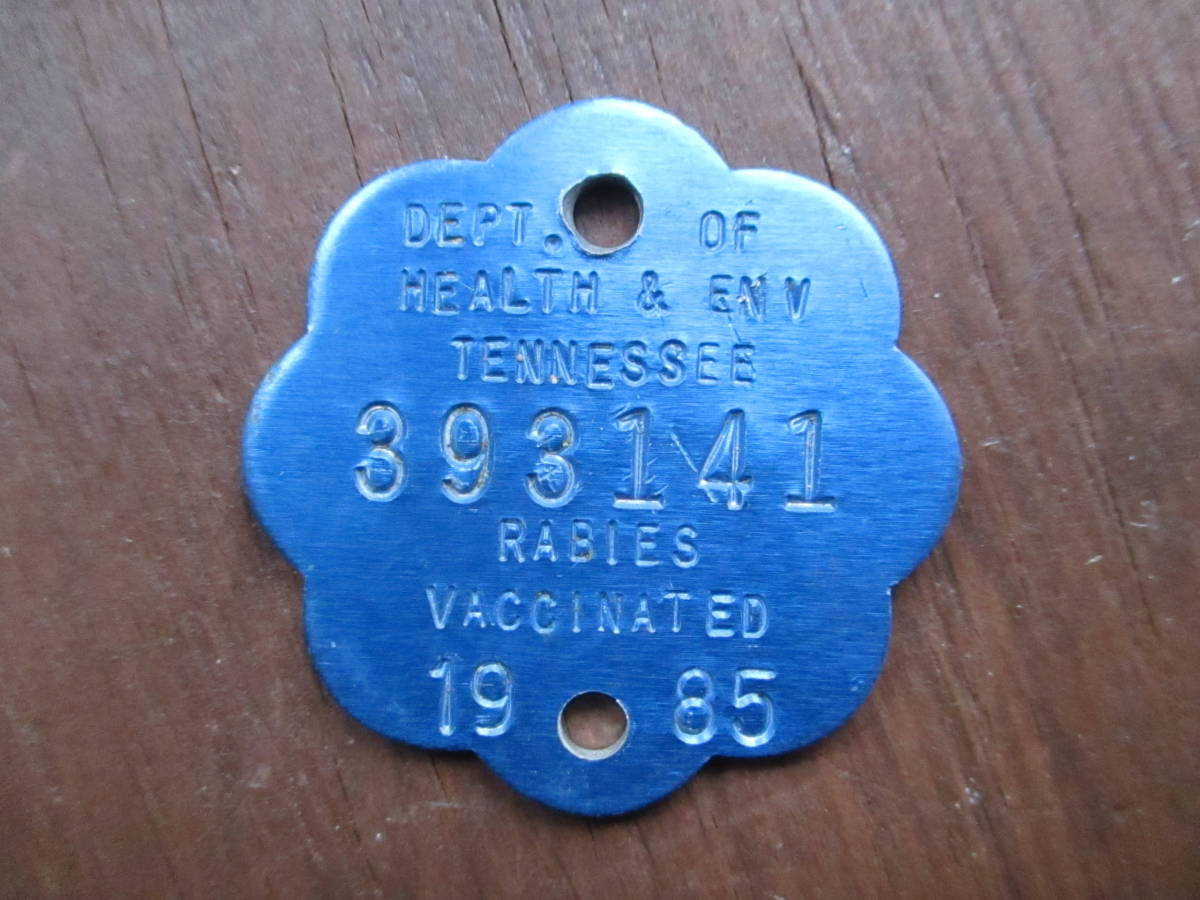 DEPT. OF
HEALTH & ENV
TENNESSEE
393141
RABIES
VACCINATED
19 85